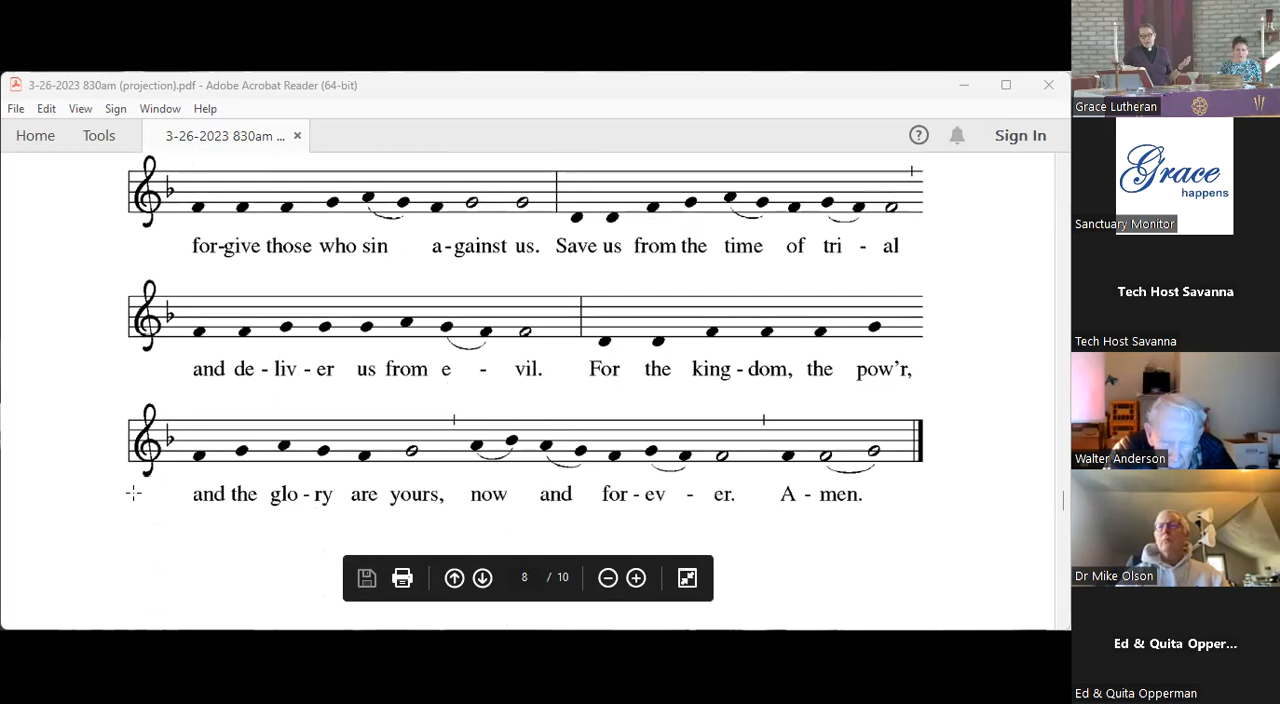 3-26-2023 830am (projection).pdf - Adobe Acrobat Reader (64-bit)
File Edit View Sign Window Help
Home Tools 3-26-2023 830am ... × Sign In
for-give those who sin a-gainst us. Save us from the time of tri - al
and de - liv - er us from e - vil. For the king - dom, the pow'r,
and the glo - ry are yours, now and for - ev - er. A - men.
8 / 10
Grace Lutheran
Grace
happens
Sanctuary Monitor
Tech Host Savanna
Tech Host Savanna
Walter Anderson
Dr Mike Olson
Ed & Quita Opper...
Ed & Quita Opperman